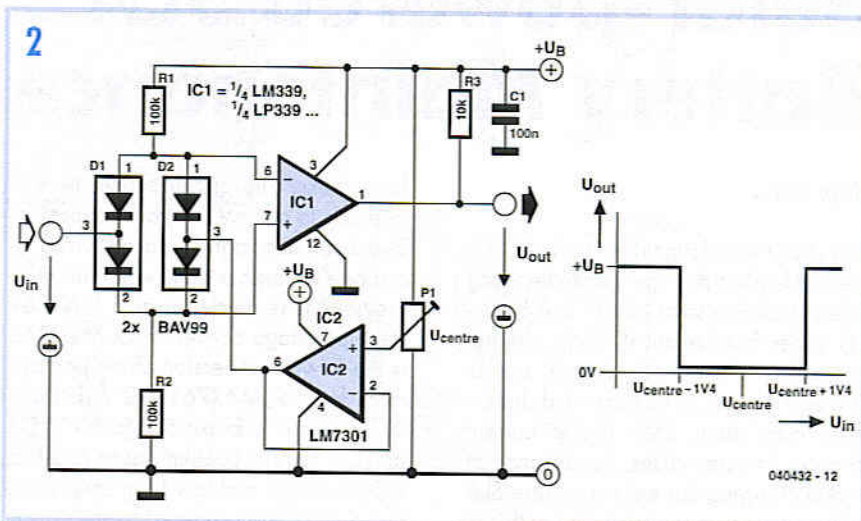 2
+UB
R1
100k
IC1 = 1/4 LM339,
1/4 LP339 ...
R3
10k
C1
100n
D1
D2
1
1
3
3
2
2
2x
BAV99
6
7
3
IC1
1
12
Uin
Uout
+UB
IC2
7
6
IC2
3
2
4
LM7301
P1
Ucentre
R2
100k
0
Uout
+UB
0V
Ucentre – 1V4
Ucentre
Ucentre + 1V4
Uin
040432 - 12